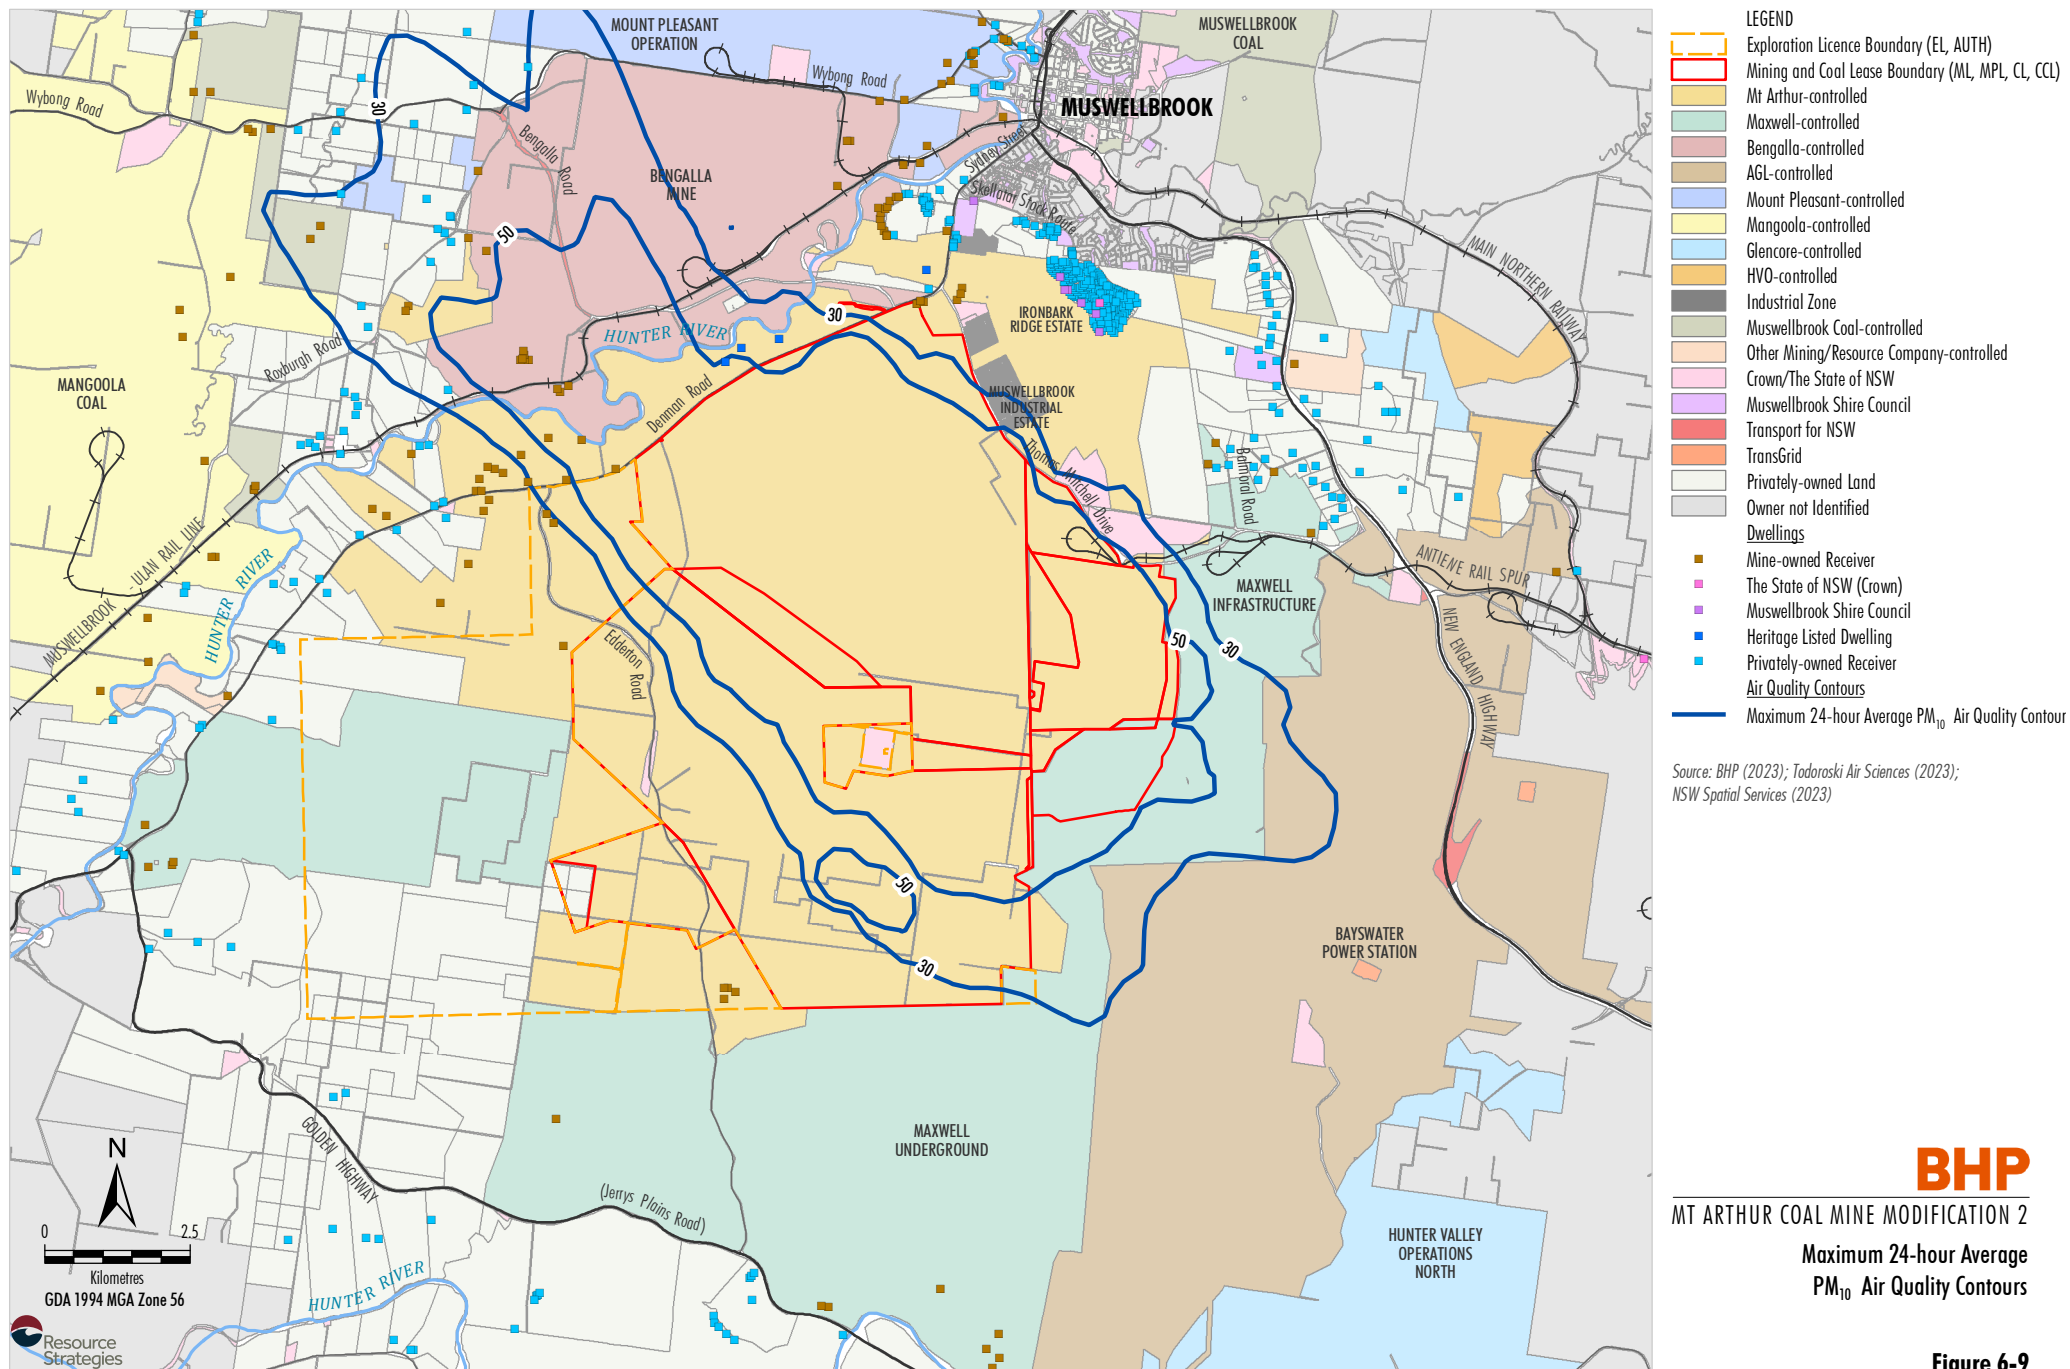 MOUNT PLEASANT
OPERATION
MUSWELLBROOK
COAL
Wybong Road
Wybong Road
MUSWELLBROOK
30
Bengalla Road
BENGALLA
MINE
Sydney Street
Skellatar Stock Route
50
MAIN NORTHERN RAILWAY
HUNTER RIVER
30
IRONBARK
RIDGE ESTATE
Roxburgh Road
MANGOOLA
COAL
Denman Road
MUSWELLBROOK
INDUSTRIAL
ESTATE
Thomas Mitchell Drive
Balmoral Road
MUSWELLBROOK - ULAN RAIL LINE
HUNTER RIVER
ANTIENE RAIL SPUR
MAXWELL
INFRASTRUCTURE
Edderton Road
50
30
NEW ENGLAND HIGHWAY
50
30
BAYSWATER
POWER STATION
GOLDEN HIGHWAY
(Jerrys Plains Road)
MAXWELL
UNDERGROUND
HUNTER VALLEY
OPERATIONS
NORTH
HUNTER RIVER
N
0 2.5
Kilometres
GDA 1994 MGA Zone 56
Resource
Strategies
LEGEND
Exploration Licence Boundary (EL, AUTH)
Mining and Coal Lease Boundary (ML, MPL, CL, CCL)
Mt Arthur-controlled
Maxwell-controlled
Bengalla-controlled
AGL-controlled
Mount Pleasant-controlled
Mangoola-controlled
Glencore-controlled
HVO-controlled
Industrial Zone
Muswellbrook Coal-controlled
Other Mining/Resource Company-controlled
Crown/The State of NSW
Muswellbrook Shire Council
Transport for NSW
TransGrid
Privately-owned Land
Owner not Identified
Dwellings
Mine-owned Receiver
The State of NSW (Crown)
Muswellbrook Shire Council
Heritage Listed Dwelling
Privately-owned Receiver
Air Quality Contours
Maximum 24-hour Average PM10 Air Quality Contour
Source: BHP (2023); Todoroski Air Sciences (2023);
NSW Spatial Services (2023)
BHP
MT ARTHUR COAL MINE MODIFICATION 2
Maximum 24-hour Average
PM10 Air Quality Contours
Figure 6-9